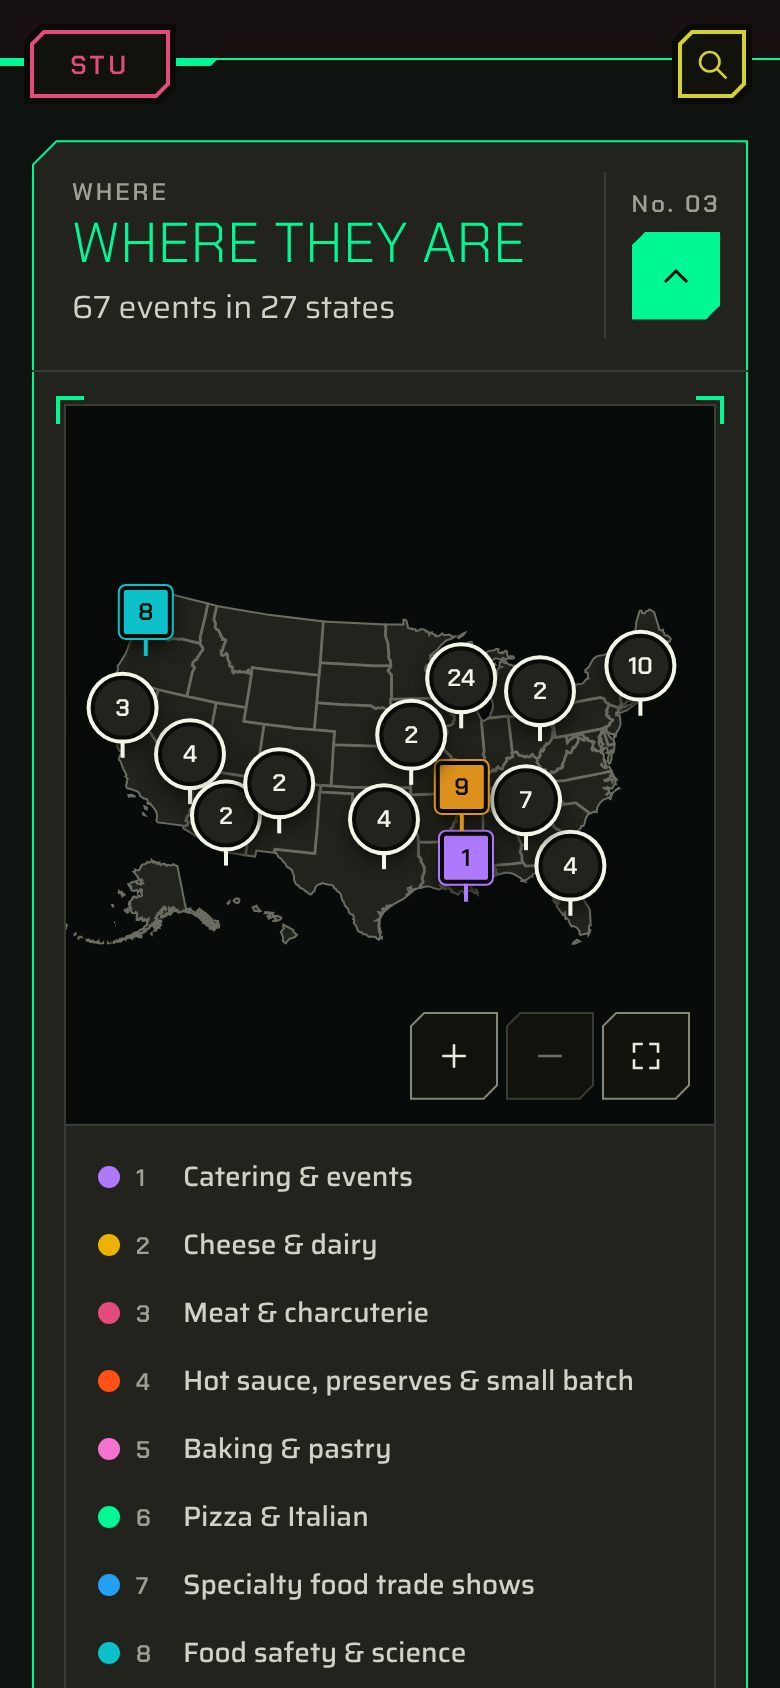 STU
WHERE
WHERE THEY ARE
67 events in 27 states
No. 03
8
24
10
2
3
2
4
2
9
7
2
4
1
4
1 Catering & events
2 Cheese & dairy
3 Meat & charcuterie
4 Hot sauce, preserves & small batch
5 Baking & pastry
6 Pizza & Italian
7 Specialty food trade shows
8 Food safety & science